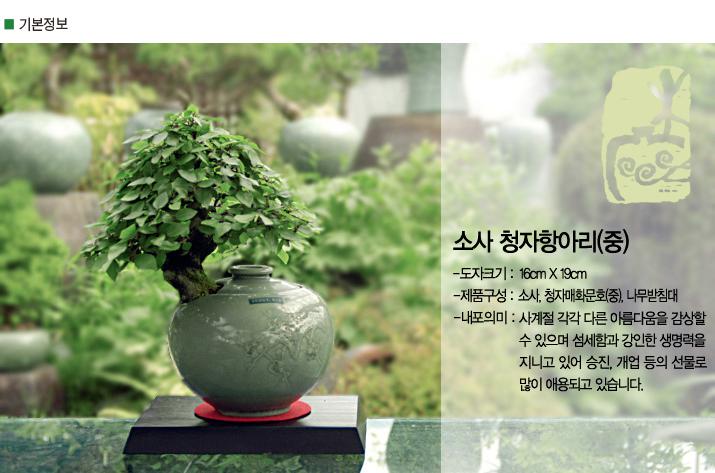 기본정보
소사 청자항아리(중)
-도자크기 : 16cm X 19cm
-제품구성 : 소사, 청자매화문호(중), 나무받침대
-내포의미 : 사계절 각각 다른 아름다움을 감상할
수 있으며 섬세함과 강인한 생명력을
지니고 있어 승진, 개업 등의 선물로
많이 애용되고 있습니다.